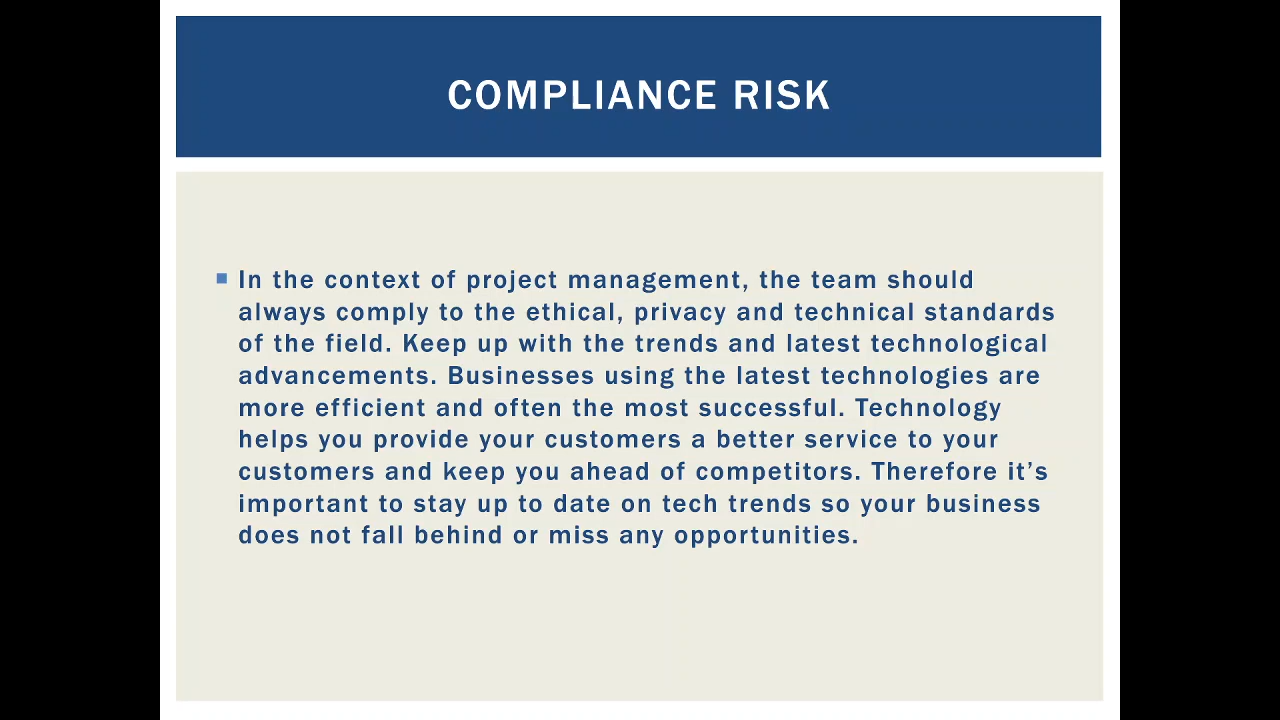 COMPLIANCE RISK
In the context of project management, the team should
always comply to the ethical, privacy and technical standards
of the field. Keep up with the trends and latest technological
advancements. Businesses using the latest technologies are
more efficient and often the most successful. Technology
helps you provide your customers a better service to your
customers and keep you ahead of competitors. Therefore it’s
important to stay up to date on tech trends so your business
does not fall behind or miss any opportunities.